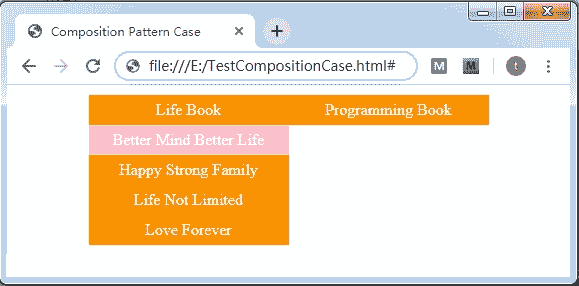 Composition Pattern Case
file:///E:/TestCompositionCase.html#
M
M
t
Life Book Programming Book
Better Mind Better Life
Happy Strong Family
Life Not Limited
Love Forever